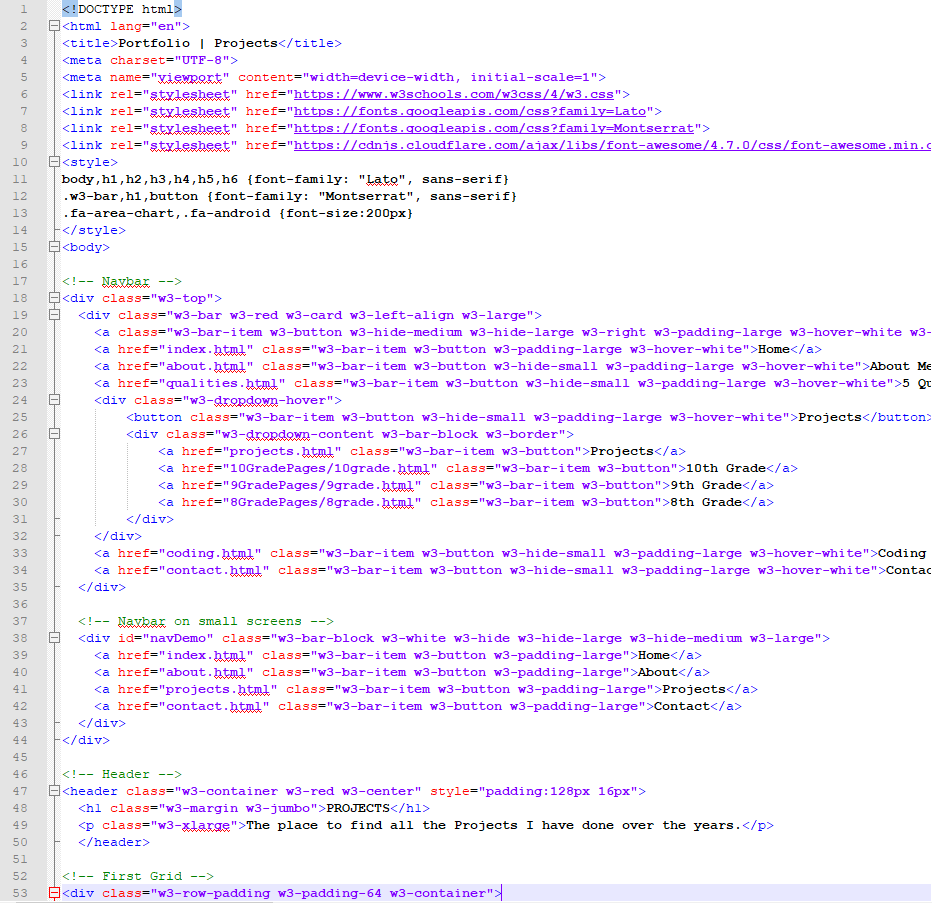 1 <!DOCTYPE html>
2 <html lang="en">
3 <title>Portfolio | Projects</title>
4 <meta charset="UTF-8">
5 <meta name="viewport" content="width=device-width, initial-scale=1">
6 <link rel="stylesheet" href="https://www.w3schools.com/w3css/4/w3.css">
7 <link rel="stylesheet" href="https://fonts.googleapis.com/css?family=Lato">
8 <link rel="stylesheet" href="https://fonts.googleapis.com/css?family=Montserrat">
9 <link rel="stylesheet" href="https://cdnjs.cloudflare.com/ajax/libs/font-awesome/4.7.0/css/font-awesome.min.c
10 <style>
11 body,h1,h2,h3,h4,h5,h6 {font-family: "Lato", sans-serif}
12 .w3-bar,h1,button {font-family: "Montserrat", sans-serif}
13 .fa-area-chart,.fa-android {font-size:200px}
14 </style>
15 <body>
16
17 <!-- Navbar -->
18 <div class="w3-top">
19 <div class="w3-bar w3-red w3-card w3-left-align w3-large">
20 <a class="w3-bar-item w3-button w3-hide-medium w3-hide-large w3-right w3-padding-large w3-hover-white w3-
21 <a href="index.html" class="w3-bar-item w3-button w3-padding-large w3-hover-white">Home</a>
22 <a href="about.html" class="w3-bar-item w3-button w3-hide-small w3-padding-large w3-hover-white">About Me
23 <a href="qualities.html" class="w3-bar-item w3-button w3-hide-small w3-padding-large w3-hover-white">5 Qu
24 <div class="w3-dropdown-hover">
25 <button class="w3-bar-item w3-button w3-hide-small w3-padding-large w3-hover-white">Projects</button>
26 <div class="w3-dropdown-content w3-bar-block w3-border">
27 <a href="projects.html" class="w3-bar-item w3-button">Projects</a>
28 <a href="10GradePages/10grade.html" class="w3-bar-item w3-button">10th Grade</a>
29 <a href="9GradePages/9grade.html" class="w3-bar-item w3-button">9th Grade</a>
30 <a href="8GradePages/8grade.html" class="w3-bar-item w3-button">8th Grade</a>
31 </div>
32 </div>
33 <a href="coding.html" class="w3-bar-item w3-button w3-hide-small w3-padding-large w3-hover-white">Coding
34 <a href="contact.html" class="w3-bar-item w3-button w3-hide-small w3-padding-large w3-hover-white">Contac
35 </div>
36
37 <!-- Navbar on small screens -->
38 <div id="navDemo" class="w3-bar-block w3-white w3-hide w3-hide-large w3-hide-medium w3-large">
39 <a href="index.html" class="w3-bar-item w3-button w3-padding-large">Home</a>
40 <a href="about.html" class="w3-bar-item w3-button w3-padding-large">About</a>
41 <a href="projects.html" class="w3-bar-item w3-button w3-padding-large">Projects</a>
42 <a href="contact.html" class="w3-bar-item w3-button w3-padding-large">Contact</a>
43 </div>
44 </div>
45
46 <!-- Header -->
47 <header class="w3-container w3-red w3-center" style="padding:128px 16px">
48 <h1 class="w3-margin w3-jumbo">PROJECTS</h1>
49 <p class="w3-xlarge">The place to find all the Projects I have done over the years.</p>
50 </header>
51
52 <!-- First Grid -->
53 <div class="w3-row-padding w3-padding-64 w3-container">